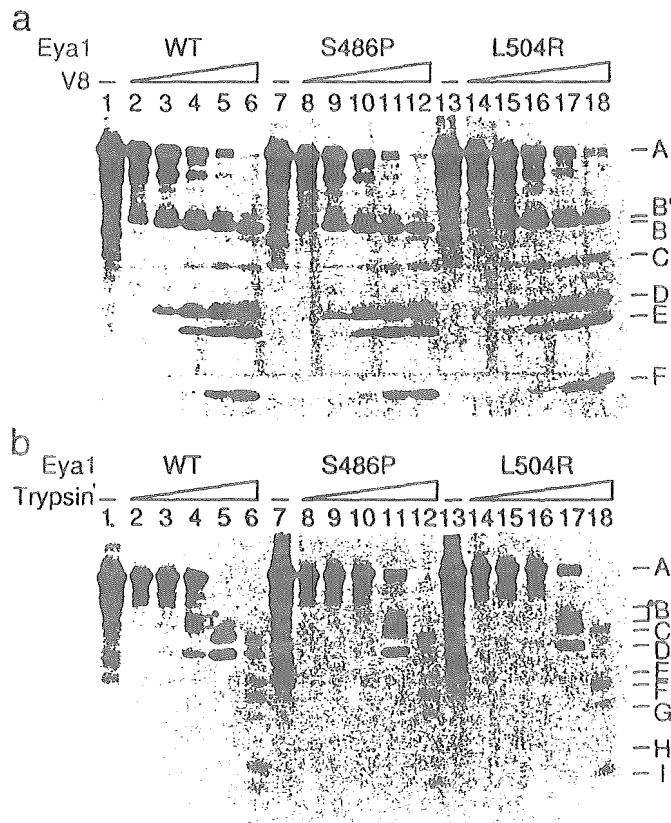 a
Eya1 WT S486P L504R
V8 – 1 2 3 4 5 6 – 7 8 9 10 11 12 – 13 14 15 16 17 18
A
B'
B
C
D
E
F
b
Eya1 WT S486P L504R
Trypsin – 1 2 3 4 5 6 – 7 8 9 10 11 12 – 13 14 15 16 17 18
A
B
C
D
E
F
G
H
I